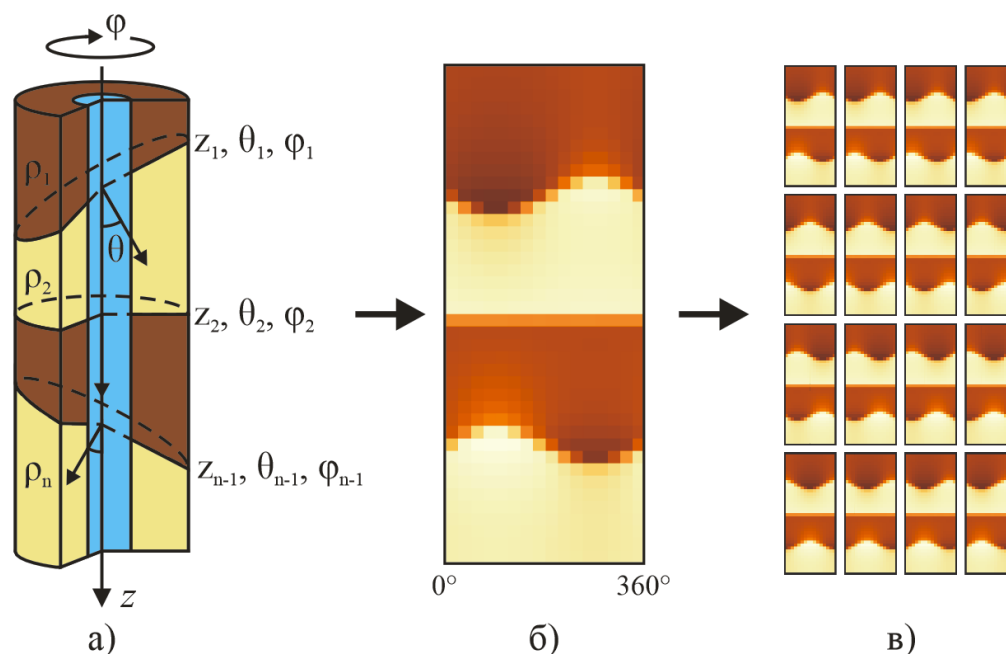 φ
ρ₁
z₁, θ₁, φ₁
θ
ρ₂
z₂, θ₂, φ₂
ρₙ
zₙ₋₁, θₙ₋₁, φₙ₋₁
z
0°
360°
а)
б)
в)